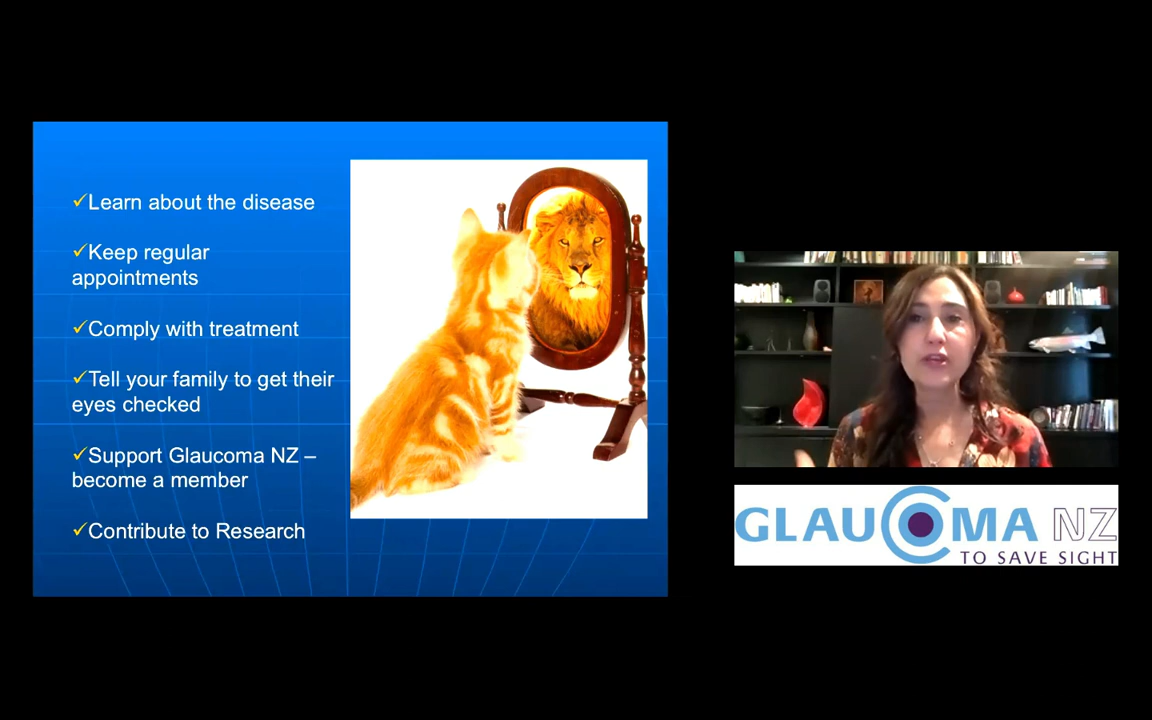 ✓Learn about the disease
✓Keep regular
appointments
✓Comply with treatment
✓Tell your family to get their
eyes checked
✓Support Glaucoma NZ –
become a member
✓Contribute to Research
GLAUCOMA NZ
TO SAVE SIGHT